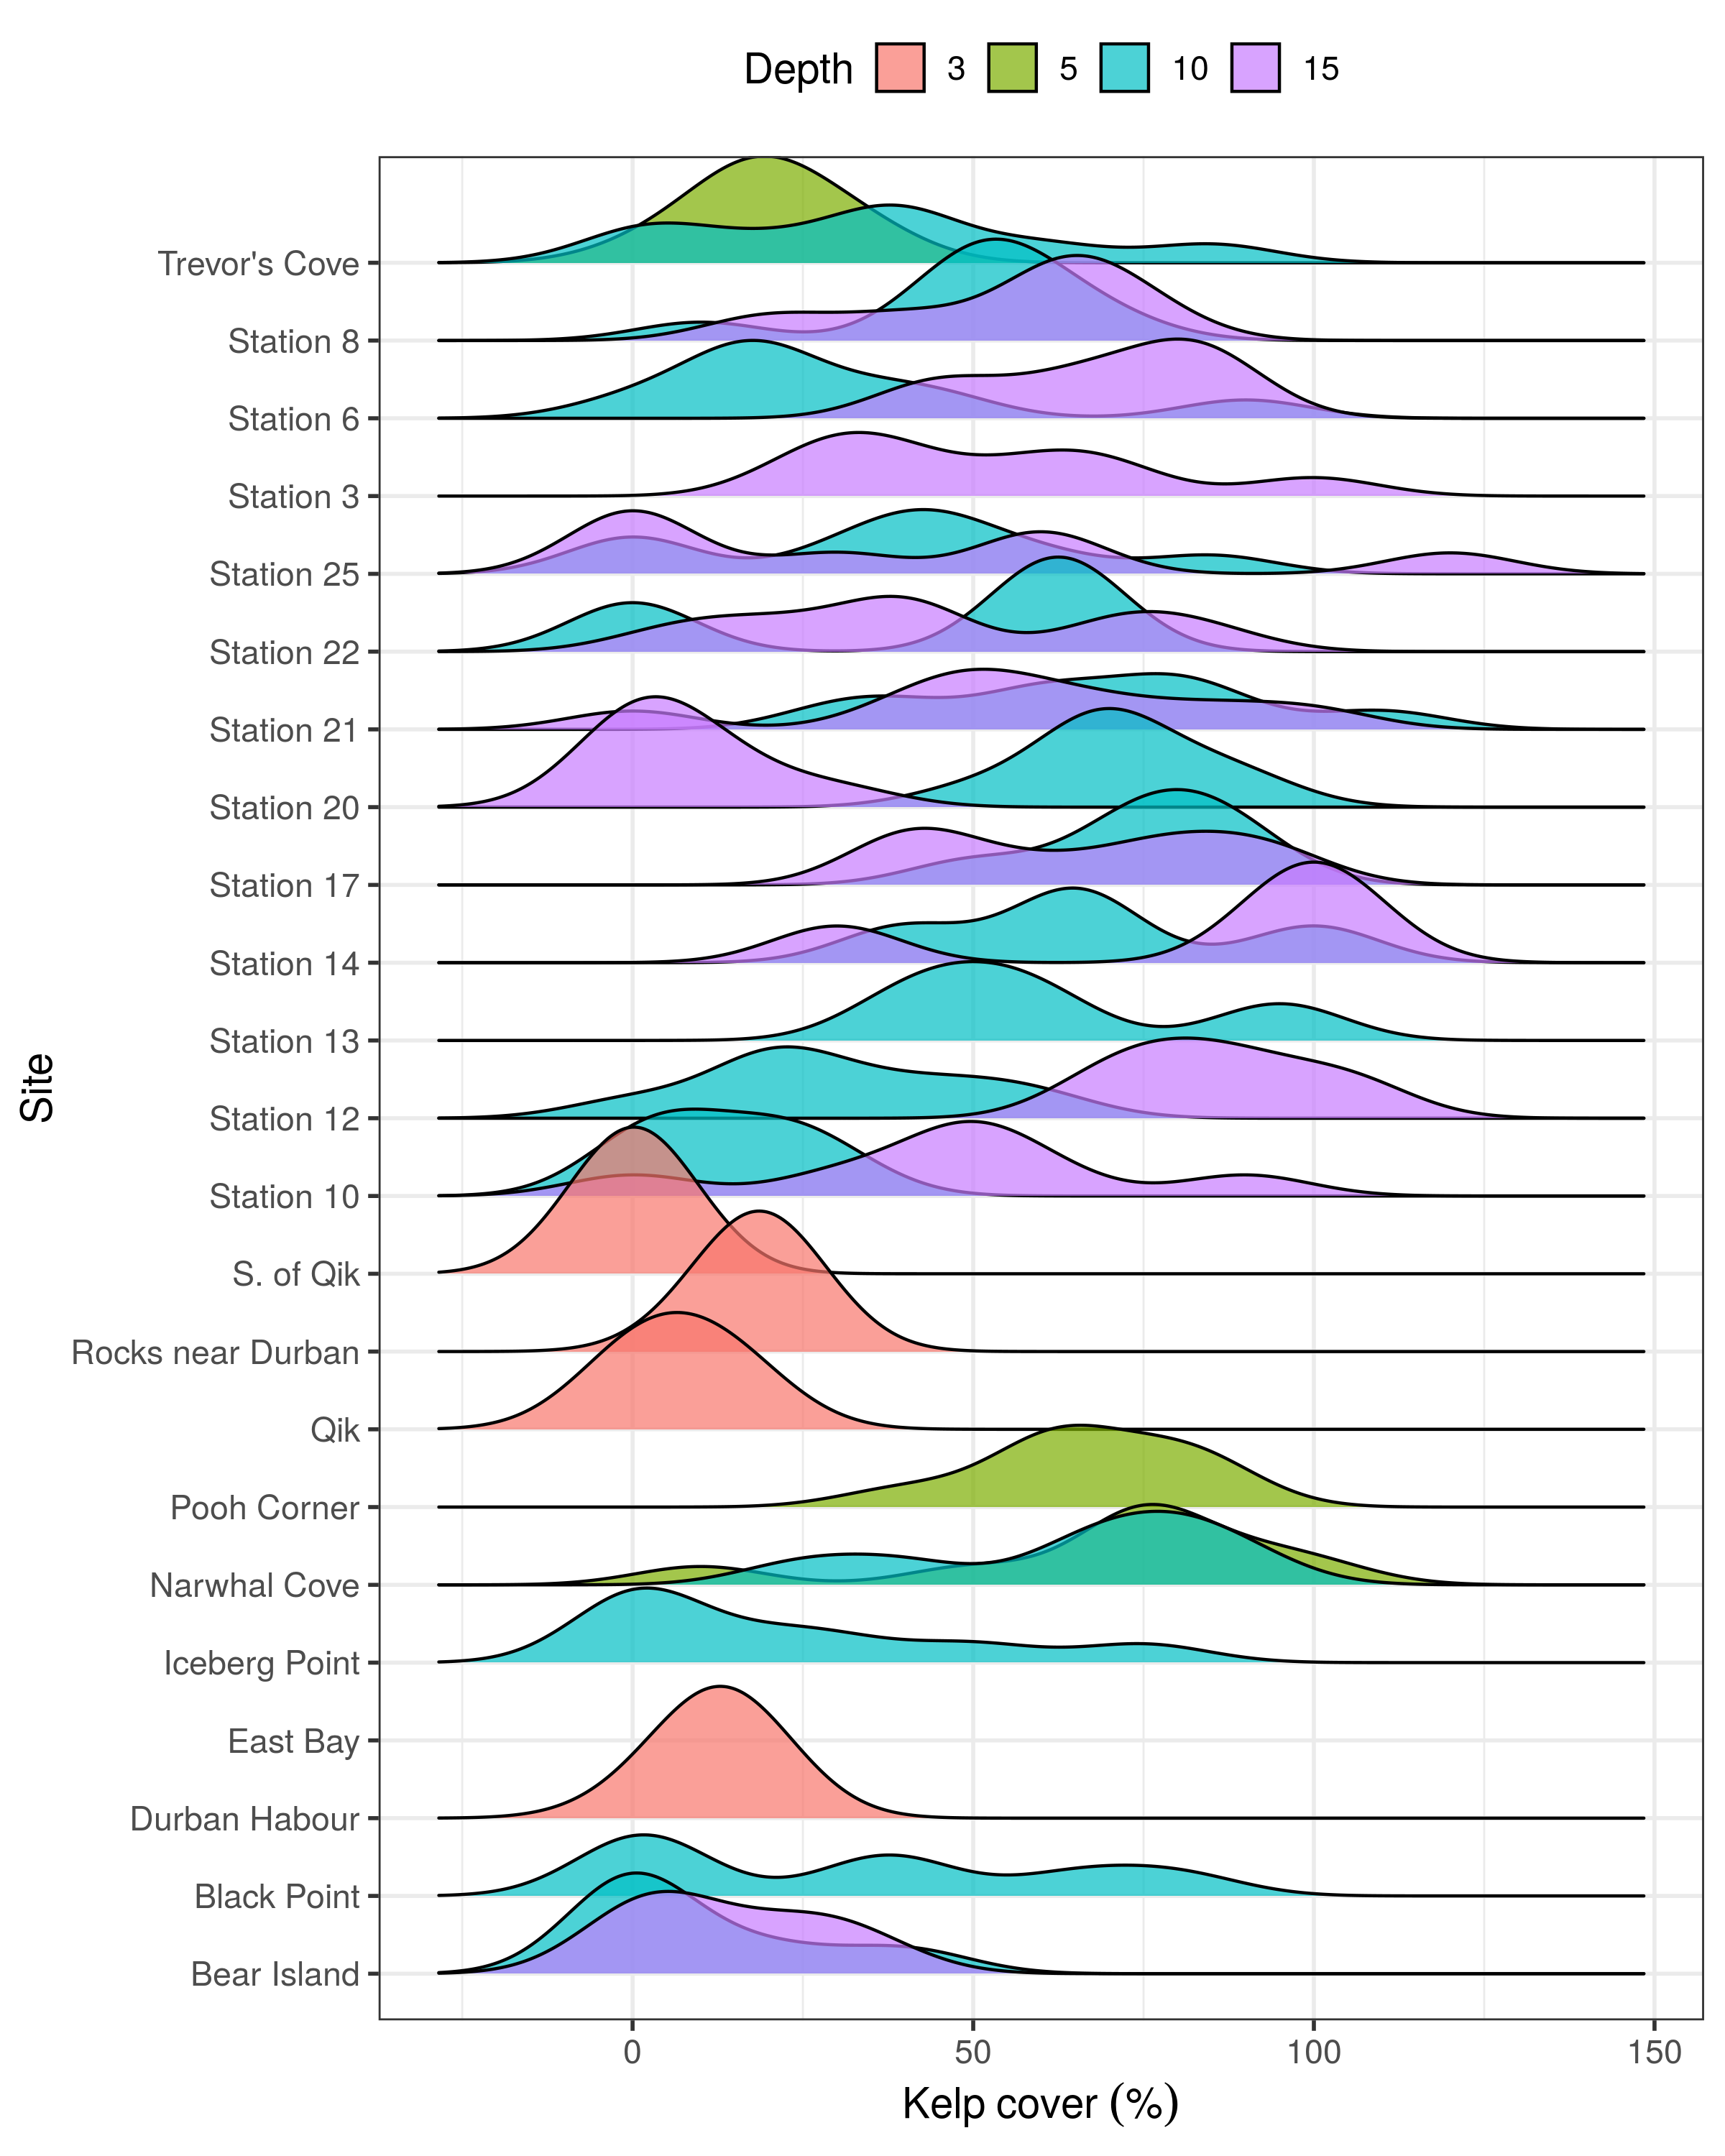 Depth 3 5 10 15
Trevor's Cove
Station 8
Station 6
Station 3
Station 25
Station 22
Station 21
Station 20
Station 17
Station 14
Station 13
Station 12
Station 10
S. of Qik
Rocks near Durban
Qik
Pooh Corner
Narwhal Cove
Iceberg Point
East Bay
Durban Habour
Black Point
Bear Island
Site
0 50 100 150
Kelp cover (%)